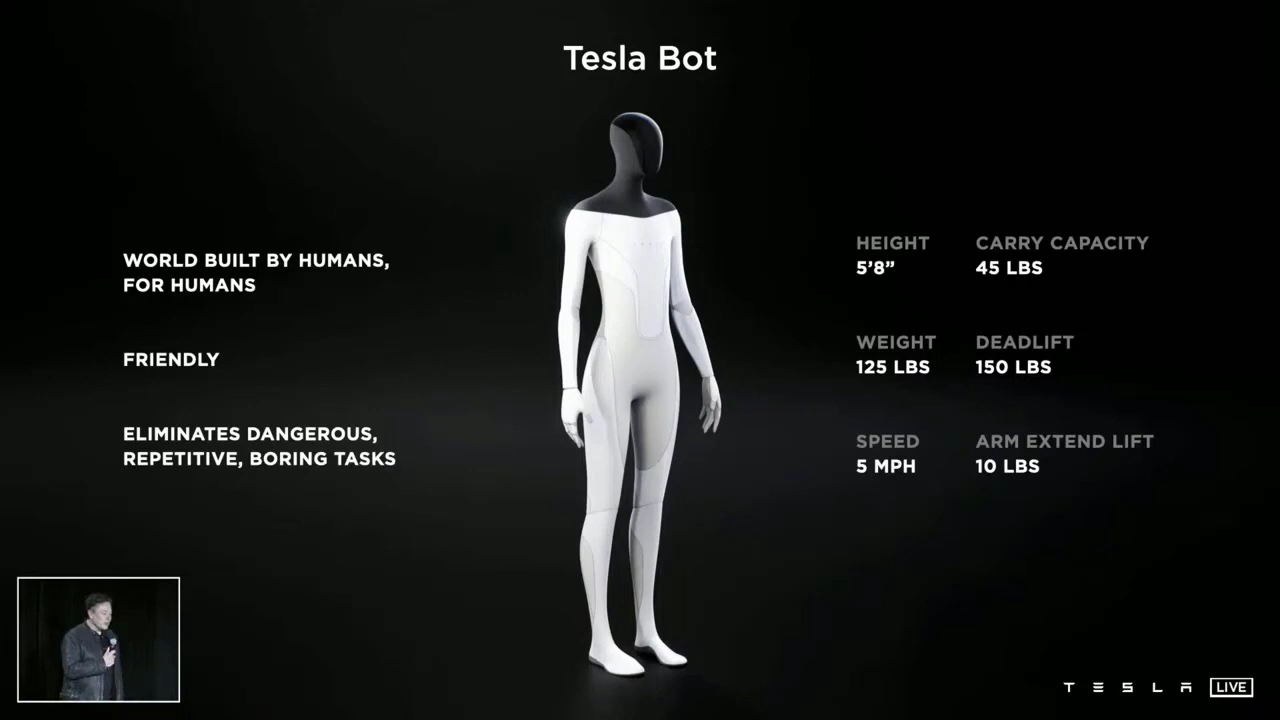 Tesla Bot
WORLD BUILT BY HUMANS,
FOR HUMANS
FRIENDLY
ELIMINATES DANGEROUS,
REPETITIVE, BORING TASKS
HEIGHT
5’8”
CARRY CAPACITY
45 LBS
WEIGHT
125 LBS
DEADLIFT
150 LBS
SPEED
5 MPH
ARM EXTEND LIFT
10 LBS
TESLA LIVE